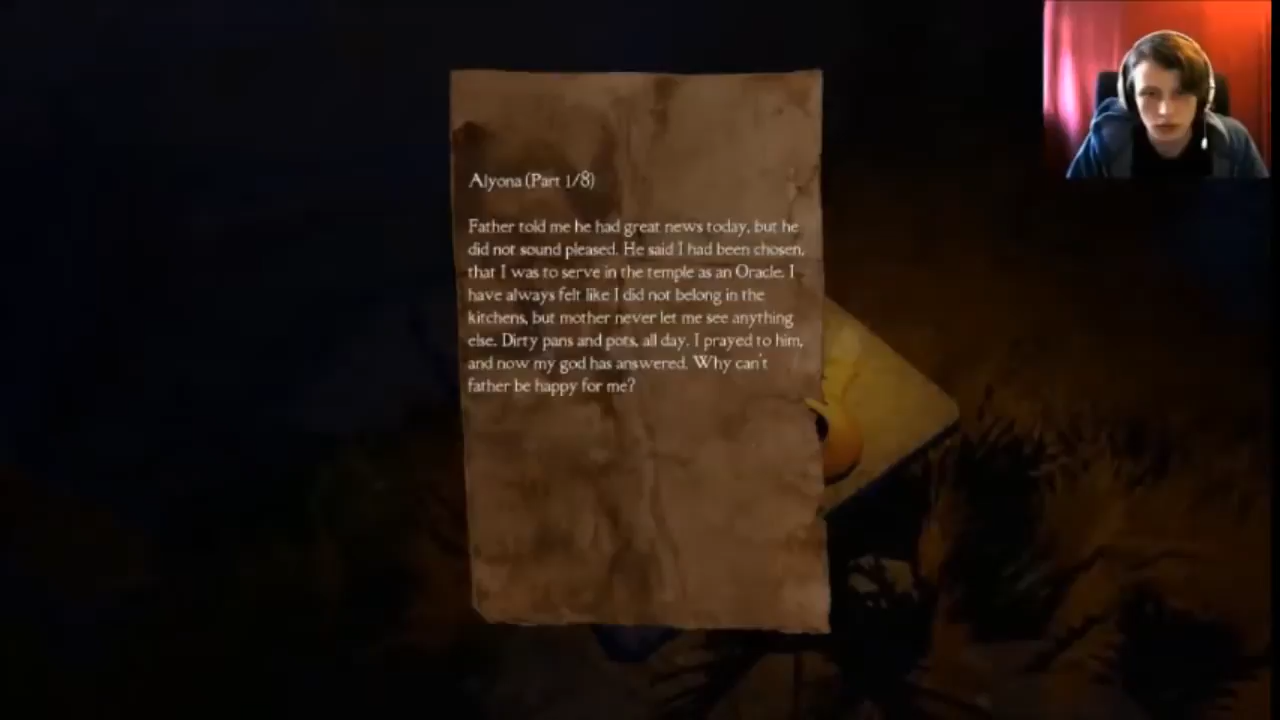 Alyona (Part 1/8)
Father told me he had great news today, but he
did not sound pleased. He said I had been chosen,
that I was to serve in the temple as an Oracle. I
have always felt like I did not belong in the
kitchens, but mother never let me see anything
else. Dirty pans and pots, all day. I prayed to him,
and now my god has answered. Why can't
father be happy for me?